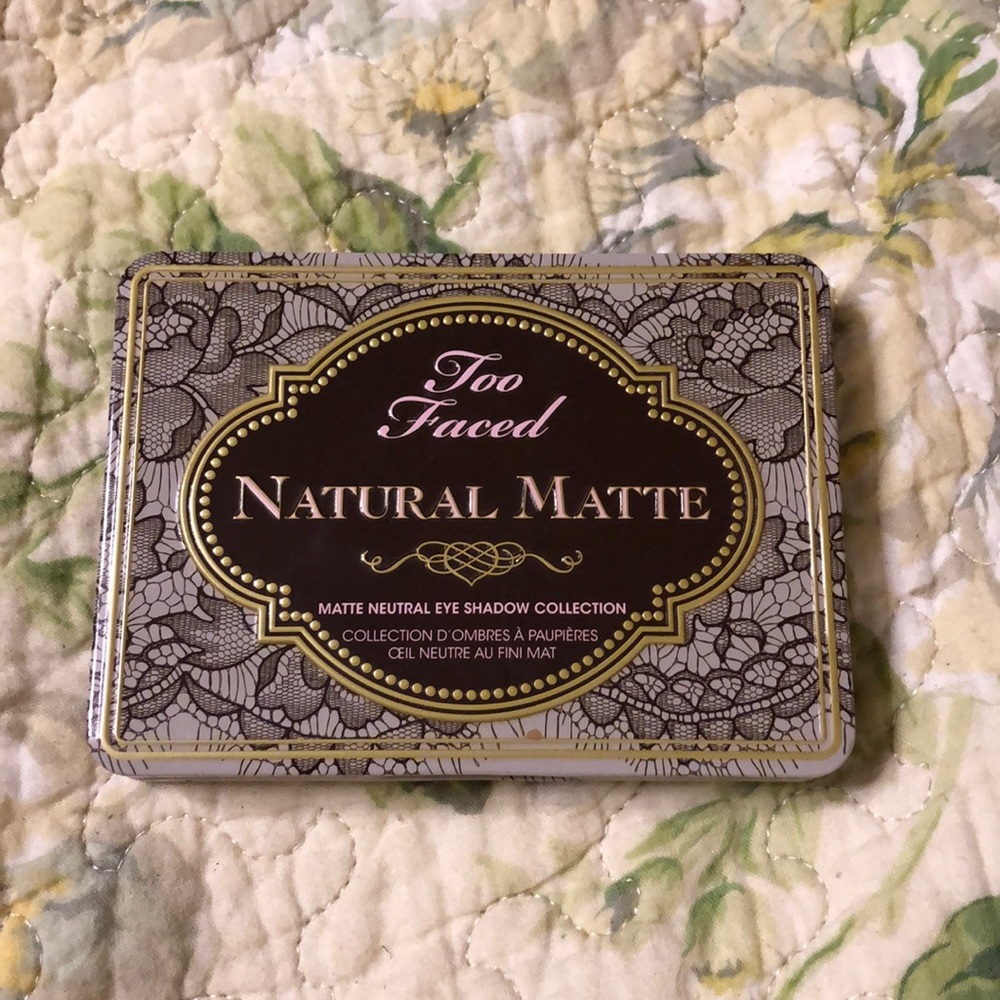 Too
Faced
NATURAL MATTE
MATTE NEUTRAL EYE SHADOW COLLECTION
COLLECTION D'OMBRES À PAUPIÈRES
ŒIL NEUTRE AU FINI MAT